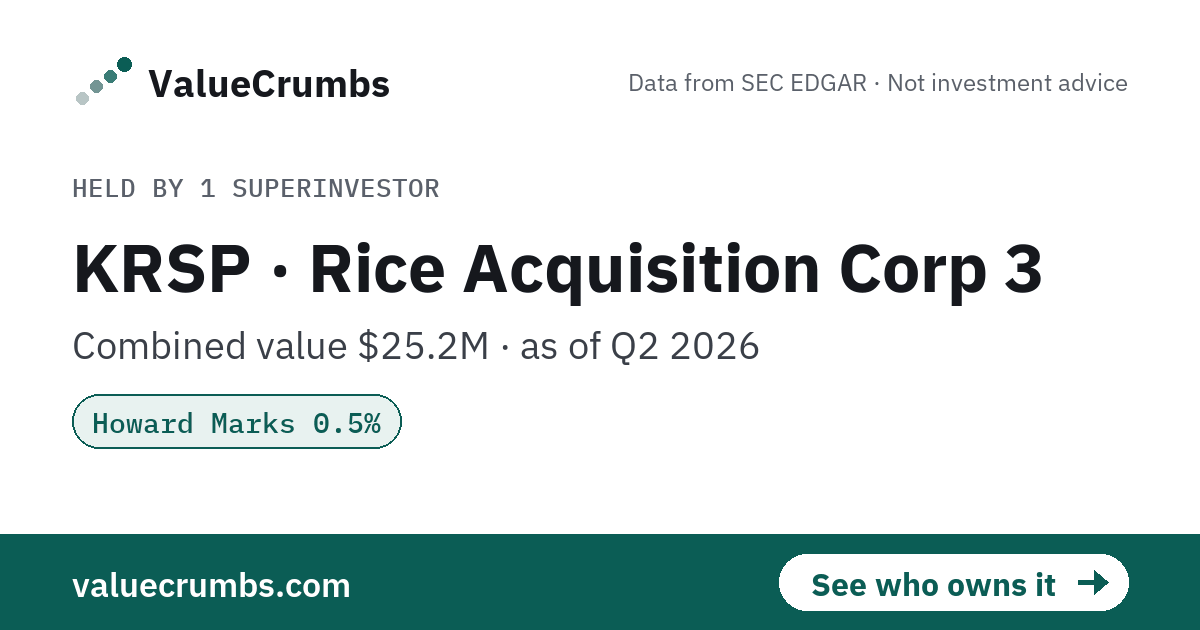 ValueCrumbs
Data from SEC EDGAR · Not investment advice
HELD BY 1 SUPERINVESTOR
KRSP · Rice Acquisition Corp 3
Combined value $25.2M · as of Q2 2026
Howard Marks 0.5%
valuecrumbs.com
See who owns it